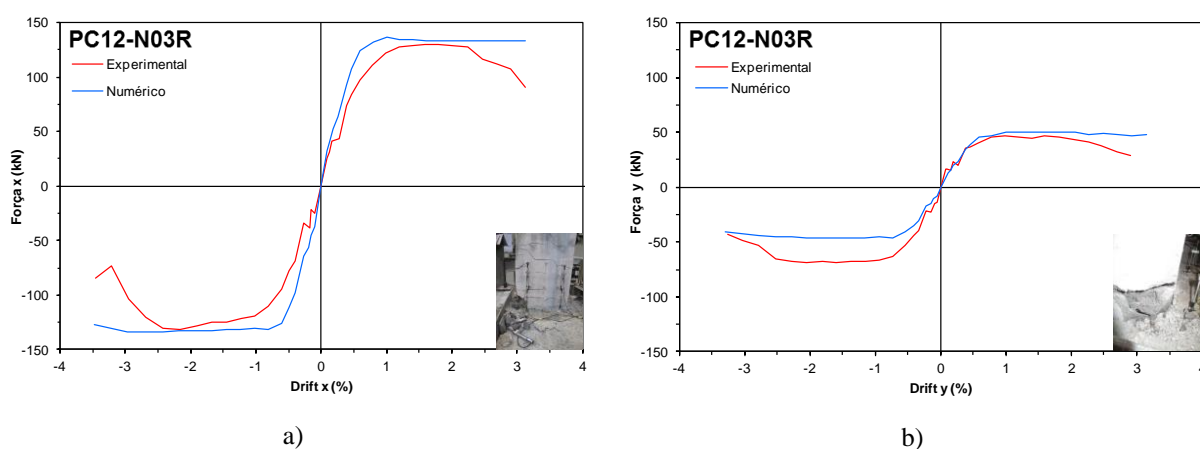 PC12-N03R
Experimental
Numérico
150
100
50
0
-50
-100
-150
Força x (kN)
-4 -3 -2 -1 0 1 2 3 4
Drift x (%)
a)
PC12-N03R
Experimental
Numérico
150
100
50
0
-50
-100
-150
Força y (kN)
-4 -3 -2 -1 0 1 2 3 4
Drift y (%)
b)